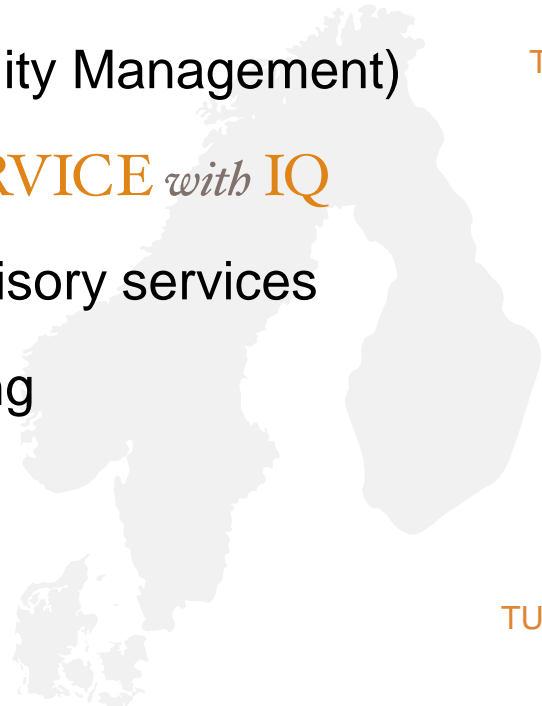 ity Management)
T
RVICE with IQ
isory services
ng
TU